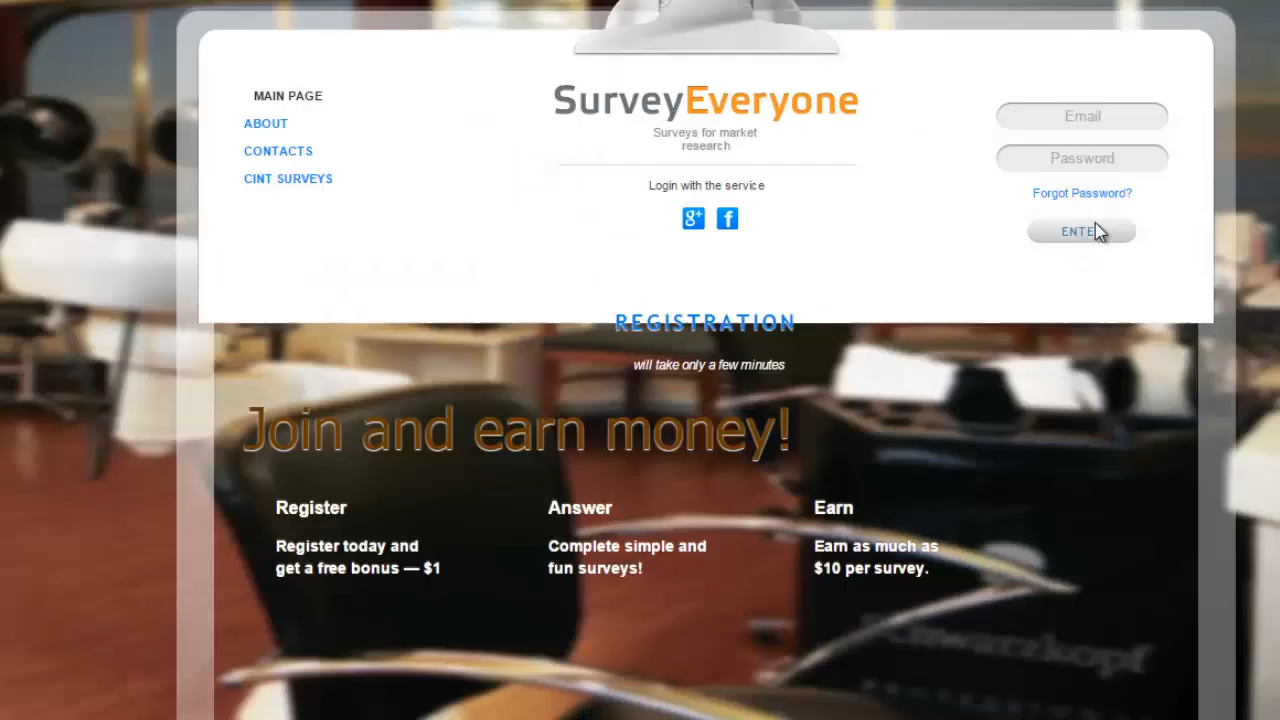 MAIN PAGE
ABOUT
CONTACTS
CINT SURVEYS
SurveyEveryone
Surveys for market
research
Login with the service
g+ f
Email
Password
Forgot Password?
ENTE
REGISTRATION
will take only a few minutes
Join and earn money!
Register
Register today and
get a free bonus — $1
Answer
Complete simple and
fun surveys!
Earn
Earn as much as
$10 per survey.
schwarzkopf